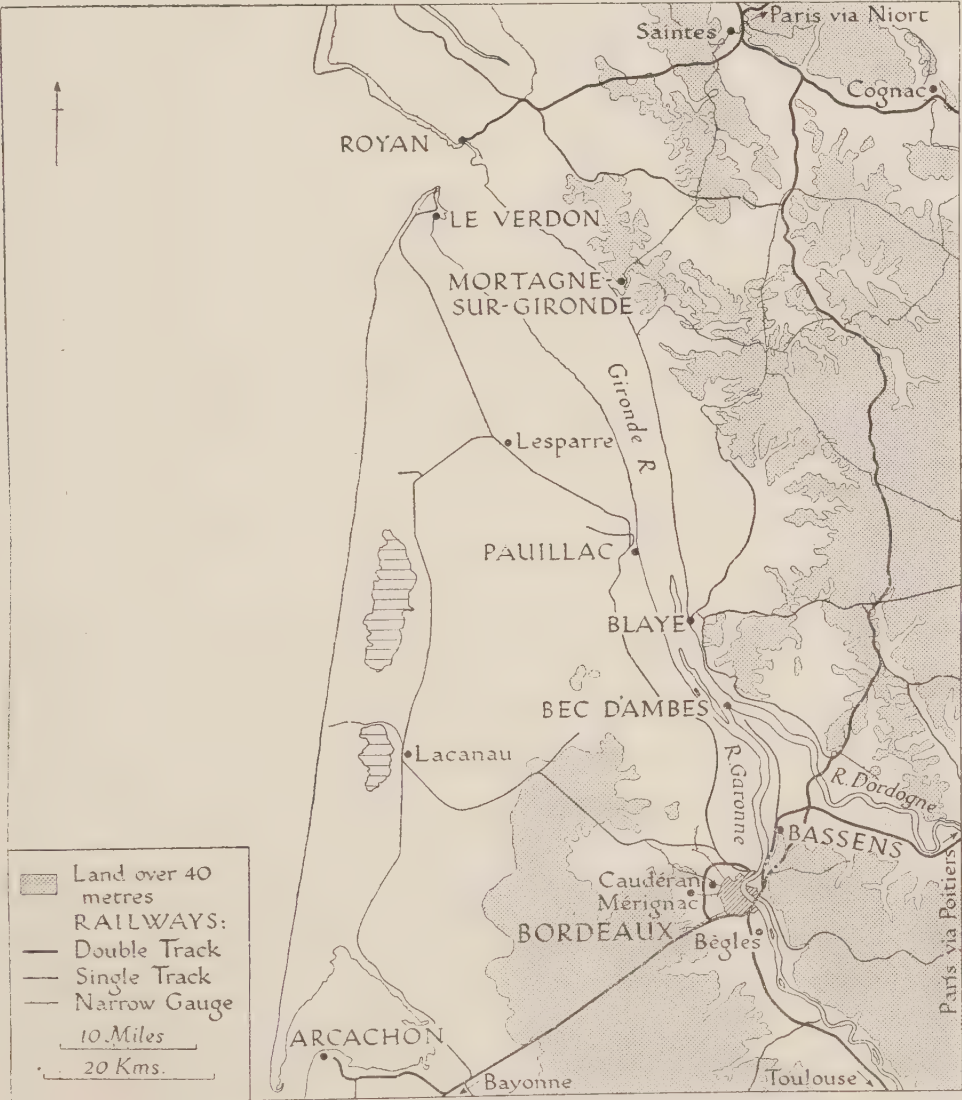 Paris via Niort
Saintes
Cognac
ROYAN
LE VERDON
MORTAGNE-
SUR-GIRONDE
Gironde R
Lesparre
PAUILLAC
BLAYE
BEC D'AMBES
Lacanau
R. Garonne
R. Dordogne
BASSENS
Caudéran
Mérignac
BORDEAUX
Bègles
Paris via Poitiers
ARCACHON
Bayonne
Toulouse
Land over 40
metres
RAILWAYS:
Double Track
Single Track
Narrow Gauge
10 Miles
20 Kms.